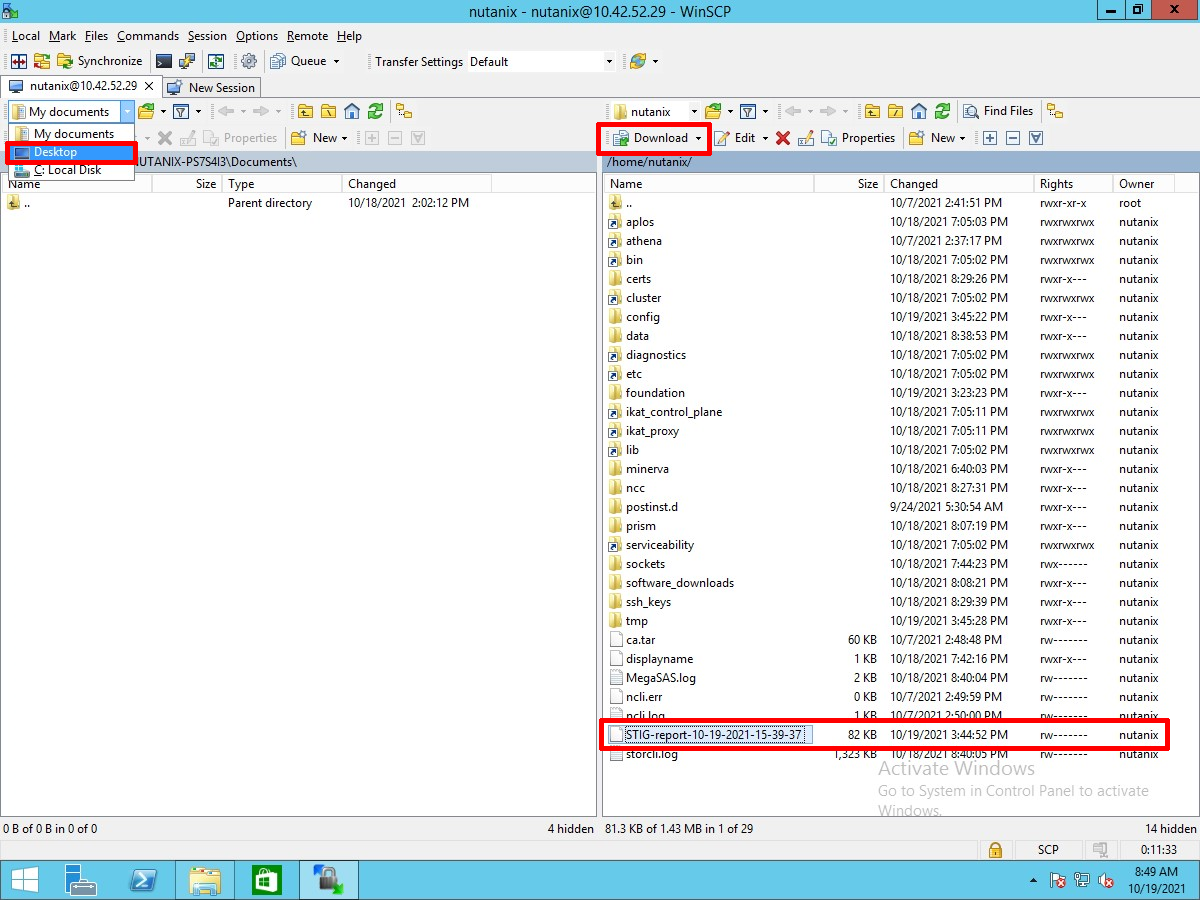 nutanix - nutanix@10.42.52.29 - WinSCP
Local Mark Files Commands Session Options Remote Help
Synchronize Queue Transfer Settings Default
nutanix@10.42.52.29 New Session
My documents nutanix Find Files
My documents Properties New Download Edit Properties New
Desktop UTANIX-PS7S4I3\Documents\ /home/nutanix/
C: Local Disk
Name Size Type Changed Name Size Changed Rights Owner
.. Parent directory 10/18/2021 2:02:12 PM .. 10/7/2021 2:41:51 PM rwxr-xr-x root
aplos 10/18/2021 7:05:03 PM rwxrwxrwx nutanix
athena 10/7/2021 2:37:17 PM rwxrwxrwx nutanix
bin 10/18/2021 7:05:02 PM rwxrwxrwx nutanix
certs 10/18/2021 8:29:26 PM rwxr-x--- nutanix
cluster 10/18/2021 7:05:02 PM rwxrwxrwx nutanix
config 10/19/2021 3:45:22 PM rwxr-x--- nutanix
data 10/18/2021 8:38:53 PM rwxr-x--- nutanix
diagnostics 10/18/2021 7:05:02 PM rwxrwxrwx nutanix
etc 10/18/2021 7:05:02 PM rwxrwxrwx nutanix
foundation 10/19/2021 3:23:23 PM rwxr-x--- nutanix
ikat_control_plane 10/18/2021 7:05:11 PM rwxrwxrwx nutanix
ikat_proxy 10/18/2021 7:05:11 PM rwxrwxrwx nutanix
lib 10/18/2021 7:05:02 PM rwxrwxrwx nutanix
minerva 10/18/2021 6:40:03 PM rwxr-x--- nutanix
ncc 10/18/2021 8:27:31 PM rwxr-x--- nutanix
postinst.d 9/24/2021 5:30:54 AM rwxr-x--- nutanix
prism 10/18/2021 8:07:19 PM rwxr-x--- nutanix
serviceability 10/18/2021 7:05:02 PM rwxrwxrwx nutanix
sockets 10/18/2021 7:44:23 PM rwx------ nutanix
software_downloads 10/18/2021 8:08:21 PM rwxr-x--- nutanix
ssh_keys 10/18/2021 8:29:39 PM rwxr-x--- nutanix
tmp 10/19/2021 3:45:28 PM rwxr-x--- nutanix
ca.tar 60 KB 10/7/2021 2:48:48 PM rw------- nutanix
displayname 1 KB 10/18/2021 7:42:16 PM rwxr-x--- nutanix
MegaSAS.log 2 KB 10/18/2021 8:40:04 PM rw------- nutanix
ncli.err 0 KB 10/7/2021 2:49:59 PM rw------- nutanix
ncli.log 1 KB 10/7/2021 2:50:00 PM rw------- nutanix
STIG-report-10-19-2021-15-39-37 82 KB 10/19/2021 3:44:52 PM rw------- nutanix
storcli.log 1,323 KB 10/18/2021 8:40:05 PM rw------- nutanix
Activate Windows
Go to System in Control Panel to activate
Windows.
0 B of 0 B in 0 of 0 4 hidden 81.3 KB of 1.43 MB in 1 of 29 14 hidden
SCP 0:11:33
8:49 AM
10/19/2021